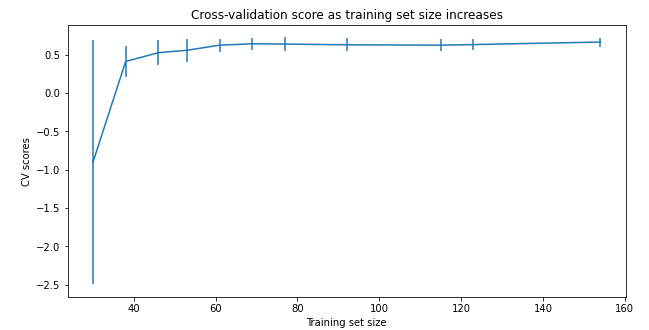 Cross-validation score as training set size increases
CV scores
0.5
0.0
−0.5
−1.0
−1.5
−2.0
−2.5
40 60 80 100 120 140 160
Training set size